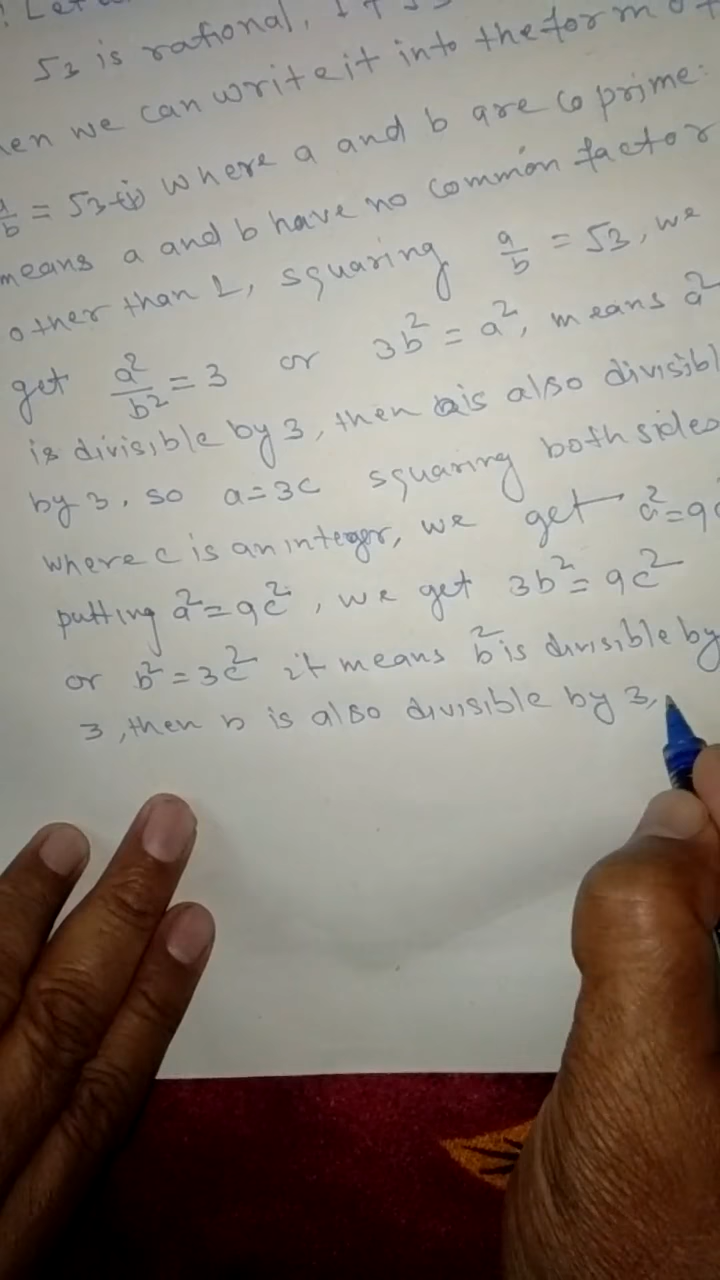 ! Let
√3 is rational, If √3
hen we can write it into the form of
a/b = √3-(i) where a and b are co prime:
means a and b have no common factor
other than 1, squaring a/b = √3, we
get a²/b² = 3 or 3b² = a², means a²
is divisible by 3, then a is also divisibl
by 3, so a=3c squaring both sides
where c is an integer, we get a²=9c
putting a²=9c², we get 3b²=9c²
or b²=3c² it means b² is divisible by
3, then b is also divisible by 3,